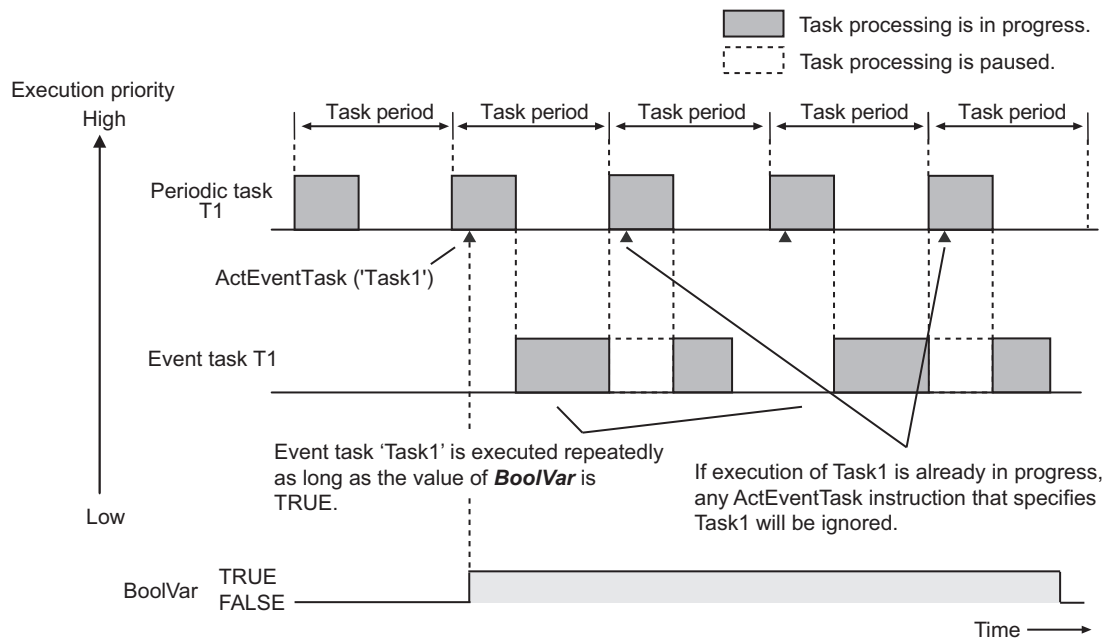 Task processing is in progress.
Task processing is paused.
Execution priority
High
Task period Task period Task period Task period Task period
Periodic task
T1
ActEventTask ('Task1')
Event task T1
Event task ‘Task1’ is executed repeatedly
as long as the value of BoolVar is
TRUE.
If execution of Task1 is already in progress,
any ActEventTask instruction that specifies
Task1 will be ignored.
Low
BoolVar TRUE
FALSE
Time